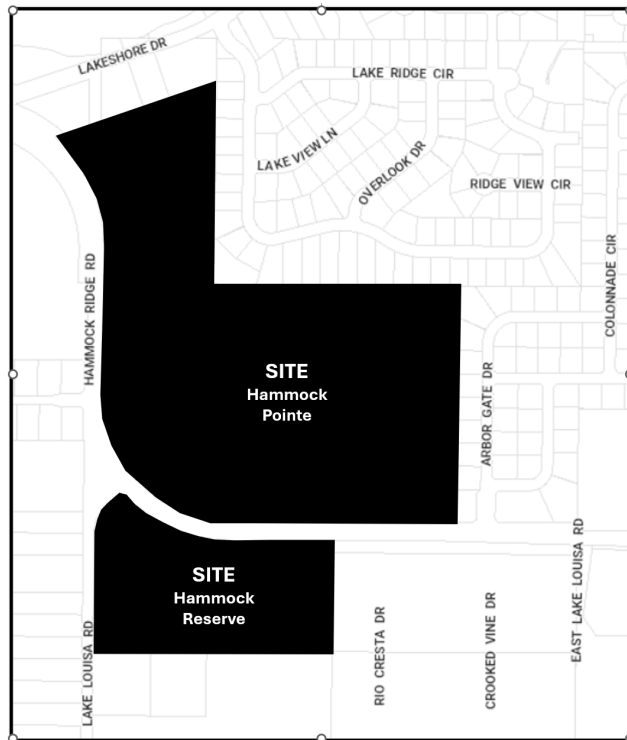 LAKESHORE DR
LAKE RIDGE CIR
LAKE VIEW LN
OVERLOOK DR
RIDGE VIEW CIR
COLONNADE CIR
HAMMOCK RIDGE RD
SITE
Hammock
Pointe
ARBOR GATE DR
SITE
Hammock
Reserve
LAKE LOUISA RD
RIO CRESTA DR
CROOKED VINE DR
EAST LAKE LOUISA RD